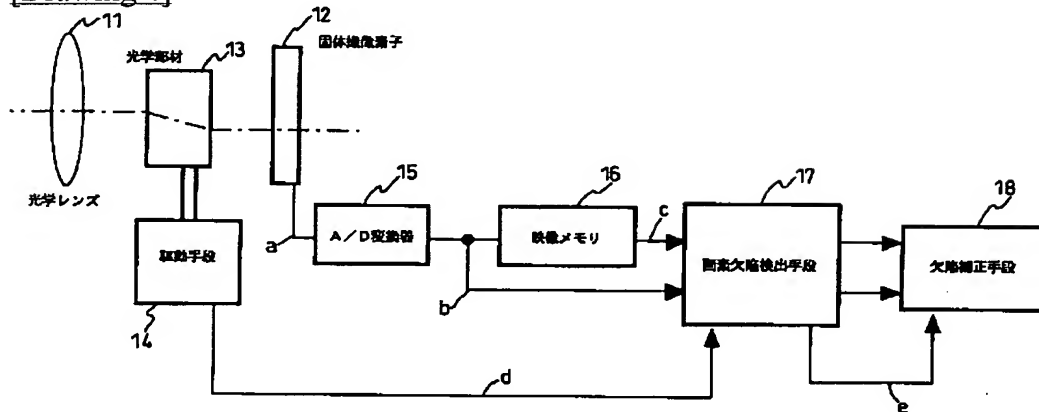 11
12
固体撮像素子
光学部材
13
光学レンズ
駆動手段
14
a
15
A/D変換器
b
16
映像メモリ
c
17
画素欠陥検出手段
18
欠陥補正手段
d
e